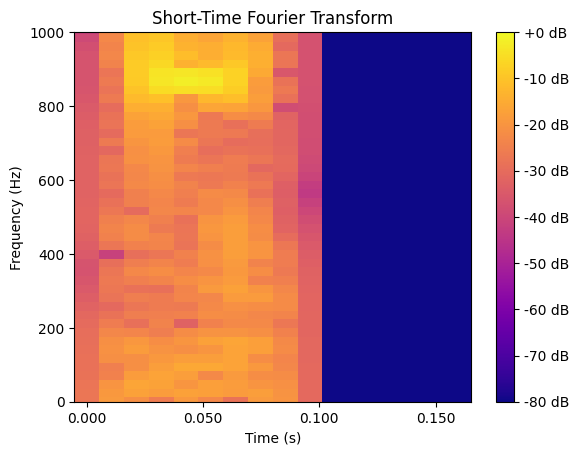 Short-Time Fourier Transform
1000
800
600
400
200
0
Frequency (Hz)
0.000
0.050
0.100
0.150
Time (s)
+0 dB
-10 dB
-20 dB
-30 dB
-40 dB
-50 dB
-60 dB
-70 dB
-80 dB